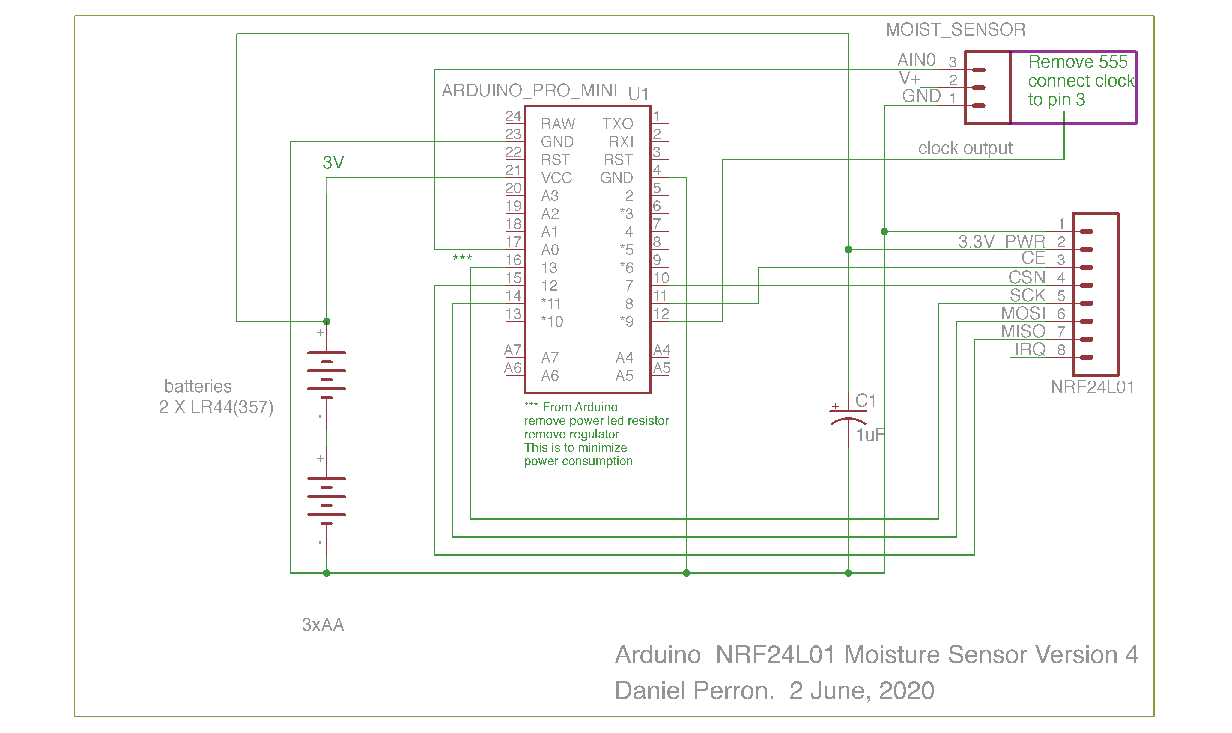 MOIST_SENSOR
AIN0 3
V+ 2
GND 1
Remove 555
connect clock
to pin 3
clock output
ARDUINO_PRO_MINI U1
24 RAW TXO 1
23 GND RXI 2
22 RST RST 3
21 VCC GND 4
20 A3 2 5
19 A2 *3 6
18 A1 4 7
17 A0 *5 8
16 13 *6 9
15 12 7 10
14 *11 8 11
13 *10 *9 12
A7 A7 A4 A4
A6 A6 A5 A5
3V
***
1
3.3V_PWR 2
CE 3
CSN 4
SCK 5
MOSI 6
MISO 7
IRQ 8
NRF24L01
+
-
+
-
batteries
2 X LR44(357)
*** From Arduino
remove power led resistor
remove regulator
This is to minimize
power consumption
+ C1
1uF
3xAA
Arduino NRF24L01 Moisture Sensor Version 4
Daniel Perron. 2 June, 2020